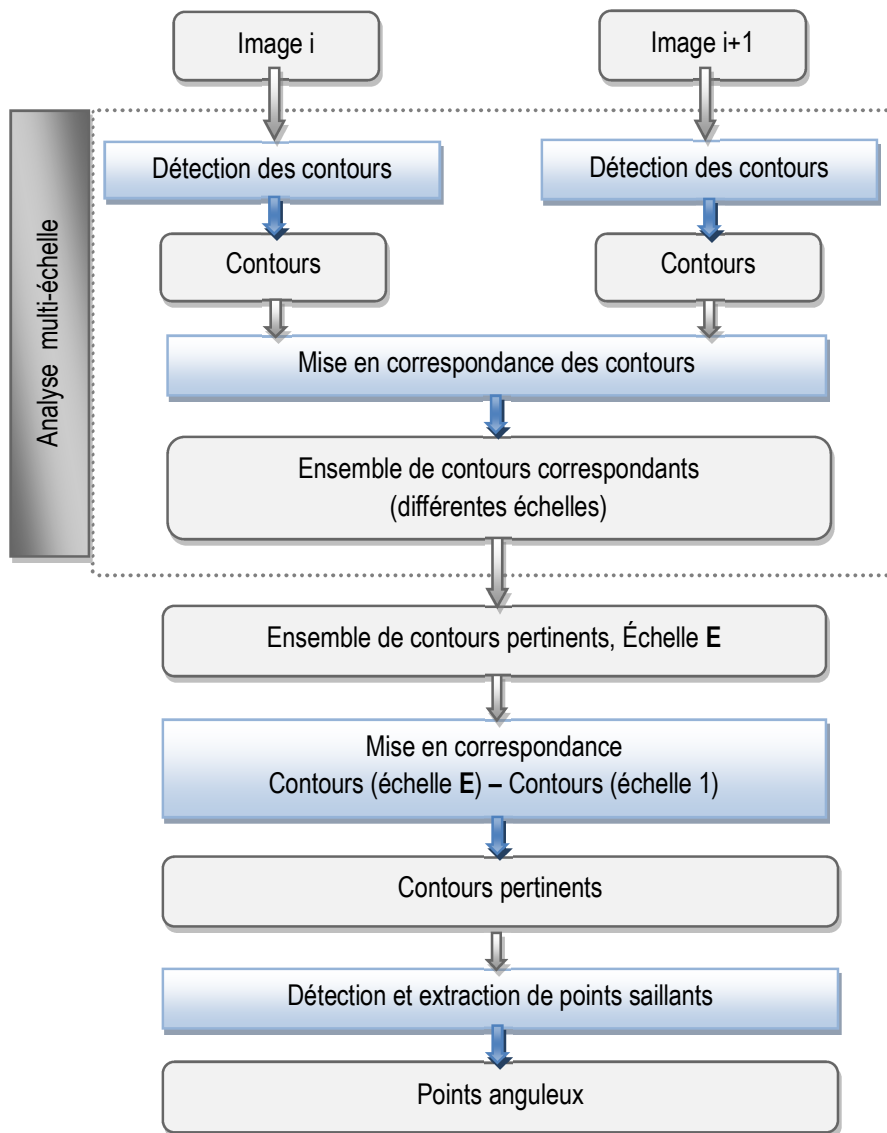 Image i
Image i+1
Analyse multi-échelle
Détection des contours
Détection des contours
Contours
Contours
Mise en correspondance des contours
Ensemble de contours correspondants
(différentes échelles)
Ensemble de contours pertinents, Échelle E
Mise en correspondance
Contours (échelle E) – Contours (échelle 1)
Contours pertinents
Détection et extraction de points saillants
Points anguleux